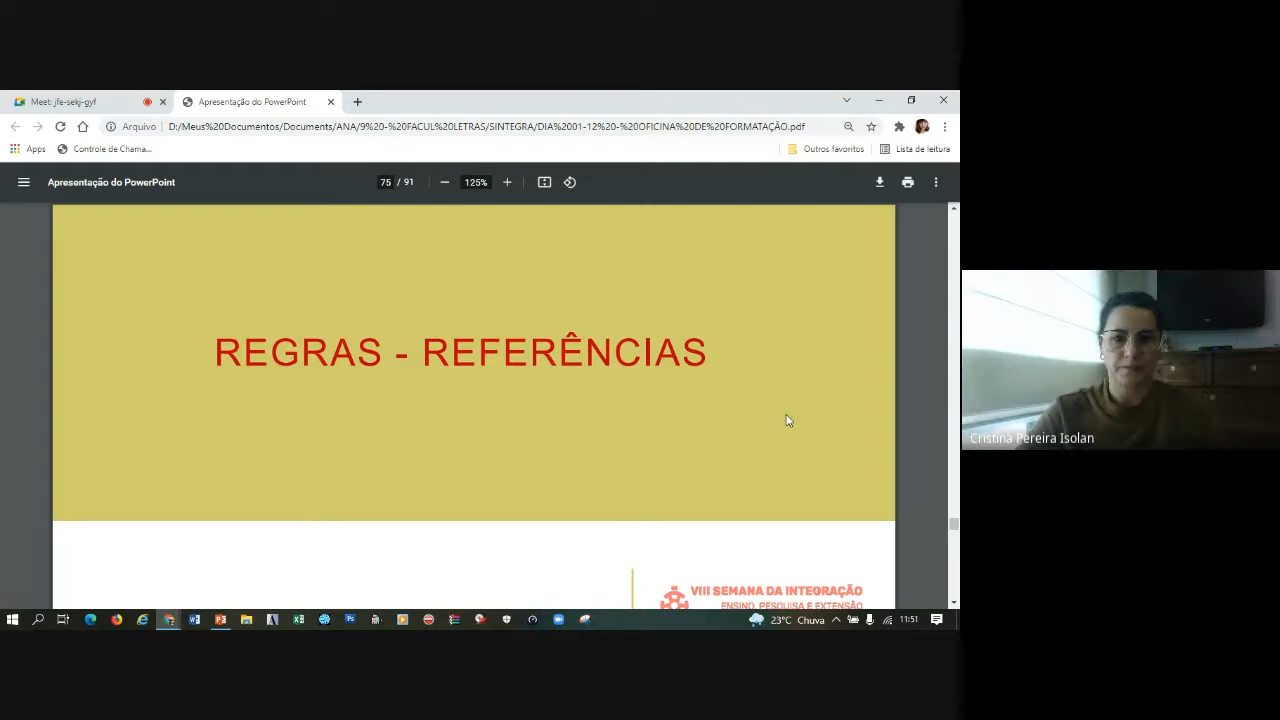 Meet: jfe-sekj-gyf
Apresentação do PowerPoint
Arquivo
D:/Meus%20Documentos/Documents/ANA/9%20-%20FACUL%20LETRAS/SINTEGRA/DIA%2001-12%20-%20OFICINA%20DE%20FORMATAÇÃO.pdf
Apps
Controle de Chama...
Outros favoritos
Lista de leitura
Apresentação do PowerPoint
75 / 91
125%
REGRAS - REFERÊNCIAS
Cristina Pereira Isolan
VIII SEMANA DA INTEGRAÇÃO
ENSINO, PESQUISA E EXTENSÃO
23°C Chuva
11:51